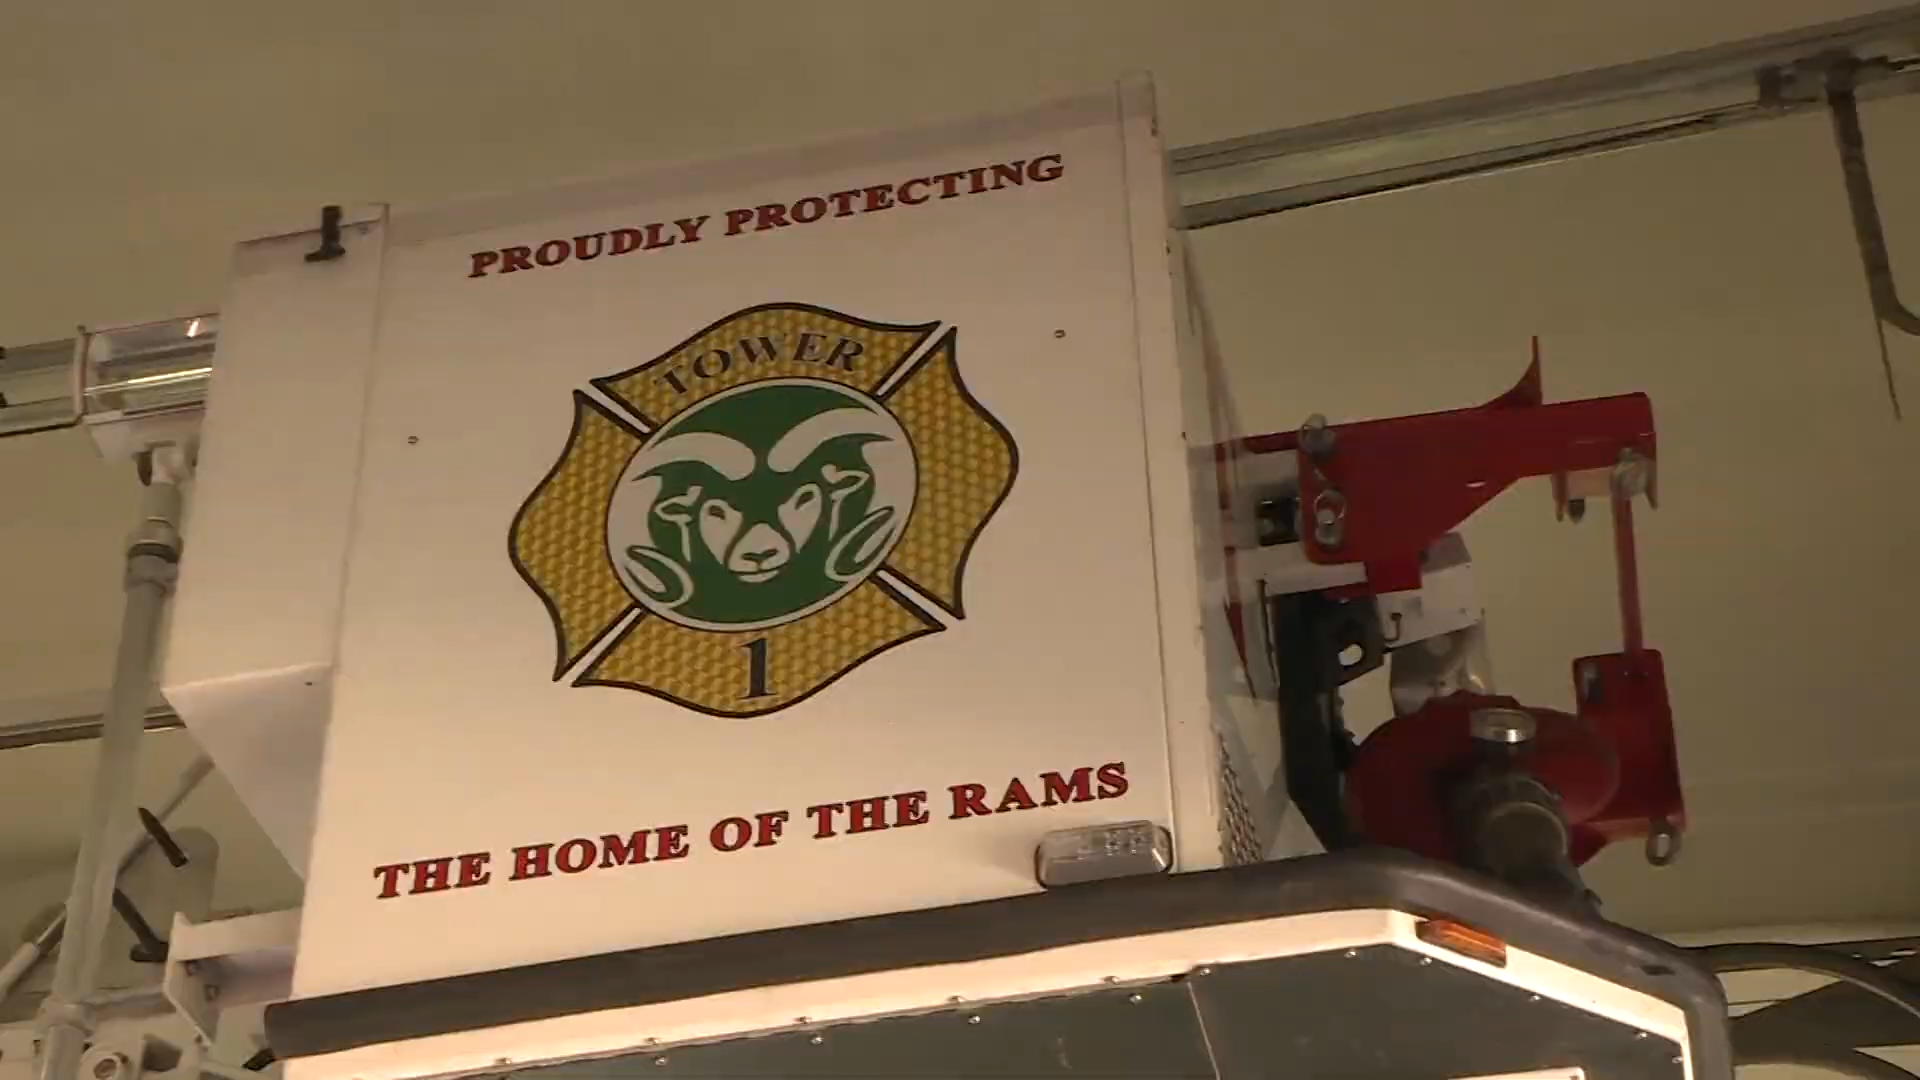 PROUDLY PROTECTING
TOWER
1
THE HOME OF THE RAMS